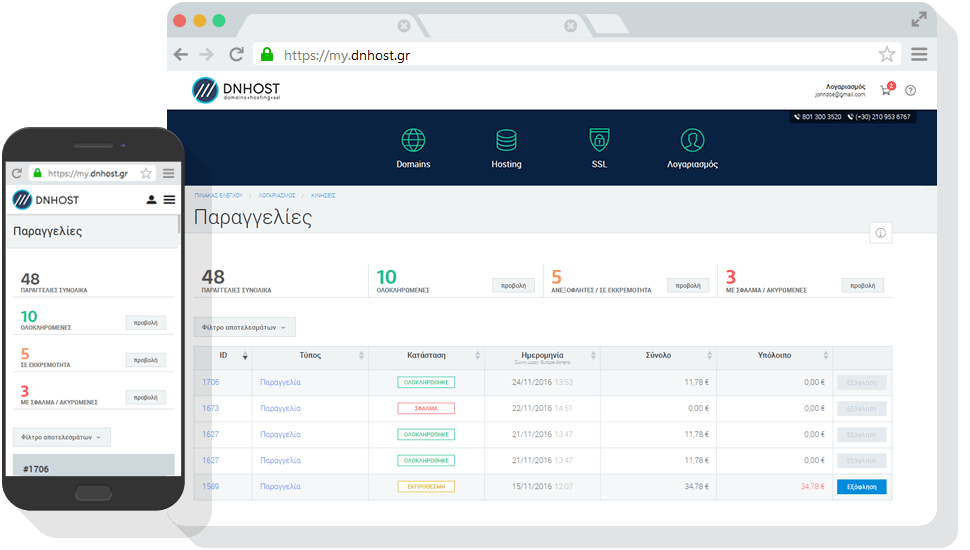 https://my.dnhost.gr
DNHOST
domains•hosting•ssl
Λογαριασμός
johndoe@gmail.com
2
801 300 3520 (+30) 210 953 6767
Domains
Hosting
SSL
Λογαριασμός
ΠΙΝΑΚΑΣ ΕΛΕΓΧΟΥ / ΛΟΓΑΡΙΑΣΜΟΣ / ΚΙΝΗΣΕΙΣ
Παραγγελίες
48
ΠΑΡΑΓΓΕΛΙΕΣ ΣΥΝΟΛΙΚΑ
10
ΟΛΟΚΛΗΡΩΜΕΝΕΣ
προβολή
5
ΑΝΕΞΟΦΛΗΤΕΣ / ΣΕ ΕΚΚΡΕΜΟΤΗΤΑ
προβολή
3
ΜΕ ΣΦΑΛΜΑ / ΑΚΥΡΩΜΕΝΕΣ
προβολή
Φίλτρο αποτελεσμάτων
ID Τύπος Κατάσταση Ημερομηνία Σύνολο Υπόλοιπο
Ζώνη ώρας: Europe/Athens
1706 Παραγγελία ΟΛΟΚΛΗΡΩΘΗΚΕ 24/11/2016 13:53 11,78 € 0,00 € Εξόφληση
1673 Παραγγελία ΣΦΑΛΜΑ 22/11/2016 14:51 0,00 € 0,00 € Εξόφληση
1627 Παραγγελία ΟΛΟΚΛΗΡΩΘΗΚΕ 21/11/2016 13:47 11,78 € 0,00 € Εξόφληση
1627 Παραγγελία ΟΛΟΚΛΗΡΩΘΗΚΕ 21/11/2016 13:47 11,78 € 0,00 € Εξόφληση
1589 Παραγγελία ΕΚΠΡΟΘΕΣΜΗ 15/11/2016 12:07 34,78 € 34,78 € Εξόφληση
https://my.dnhost.gr
DNHOST
Παραγγελίες
48
ΠΑΡΑΓΓΕΛΙΕΣ ΣΥΝΟΛΙΚΑ
10
ΟΛΟΚΛΗΡΩΜΕΝΕΣ
προβολή
5
ΣΕ ΕΚΚΡΕΜΟΤΗΤΑ
προβολή
3
ΜΕ ΣΦΑΛΜΑ / ΑΚΥΡΩΜΕΝΕΣ
προβολή
Φίλτρο αποτελεσμάτων
#1706